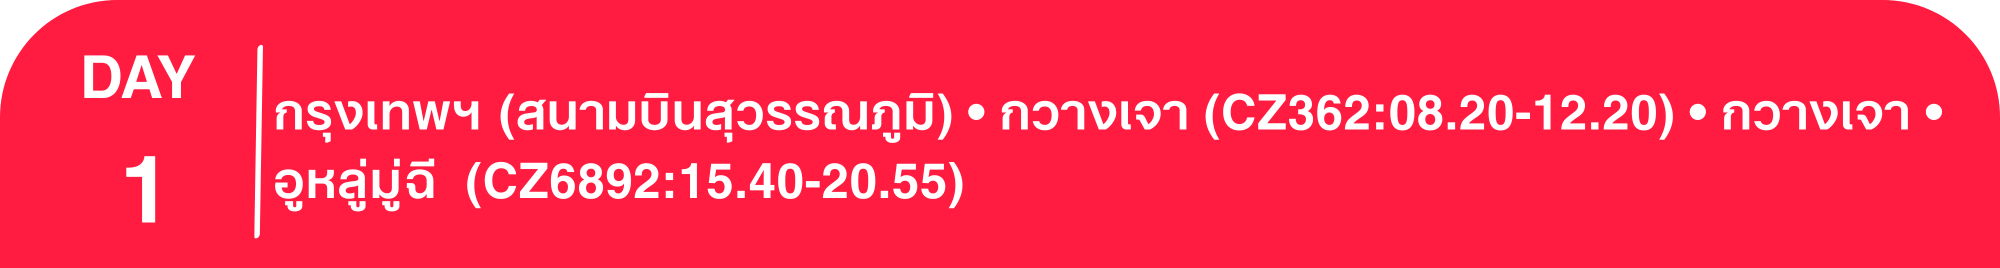 DAY
1
กรุงเทพฯ (สนามบินสุวรรณภูมิ) • กวางเจา (CZ362:08.20-12.20) • กวางเจา •
อูหลู่มู่ฉี (CZ6892:15.40-20.55)